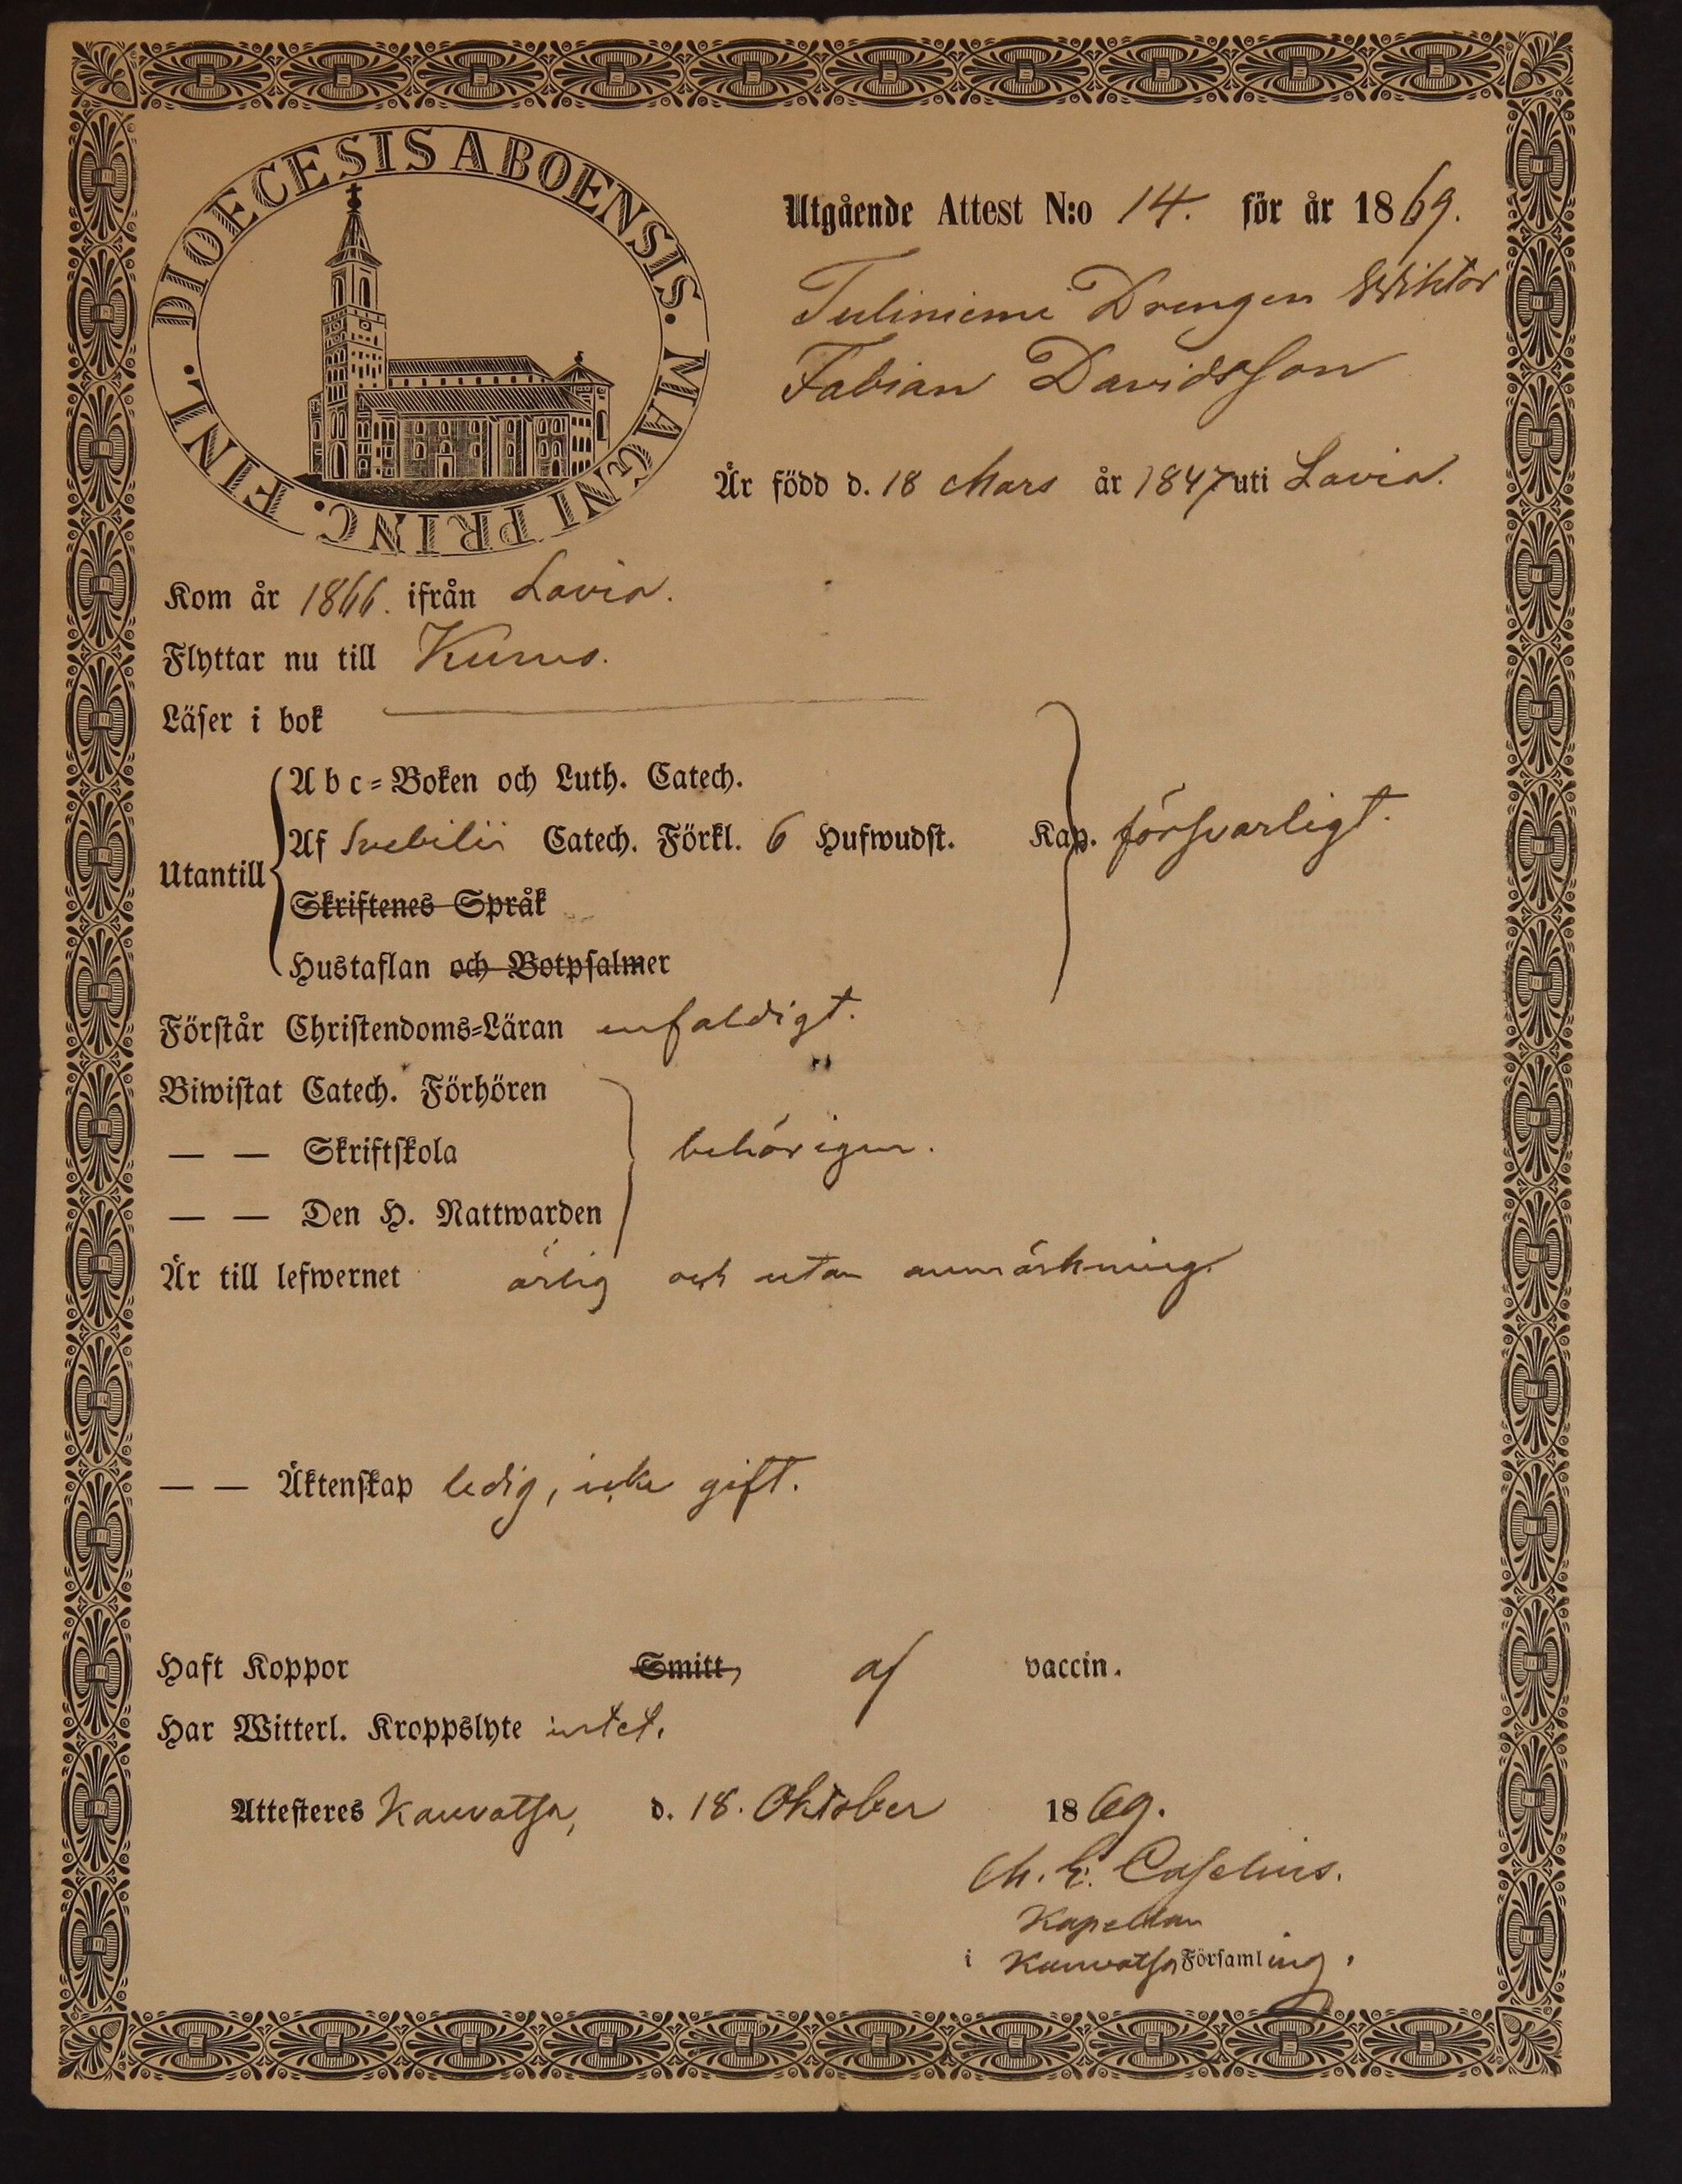 DIOECESIS ABOENSIS. MAGNI PRINC. FINL.
Utgående Attest N:o 14. för år 1869.
Tuliniemi Drengen Wiktor
Fabian Davidsson
Är född d. 18 Mars år 1847 uti Lavia.
Kom år 1866. ifrån Lavia.
Flyttar nu till Kumo.
Läser i bok
Utantill
Abc-Boken och Luth. Catech.
Af Svebilii Catech. Förkl. 6 Hufwudst. Kap. försvarligt.
Skriftenes Språk
Hustaflan och Botpsalmer
Förstår Christendoms-Läran enfaldigt.
Biwistat Catech. Förhören
— — Skriftskola behörigen.
— — Den H. Nattwarden
Är till lefwernet ärlig och utan anmärkning.
— — Äktenskap ledig, icke gift.
Haft Koppor Smitt, af vaccin.
Har Witterl. Kroppslyte intet.
Attesteres Kauvatsa, d. 18. Oktober 1869.
Caselius.
Kapellan
i Kauvatsa Församling.